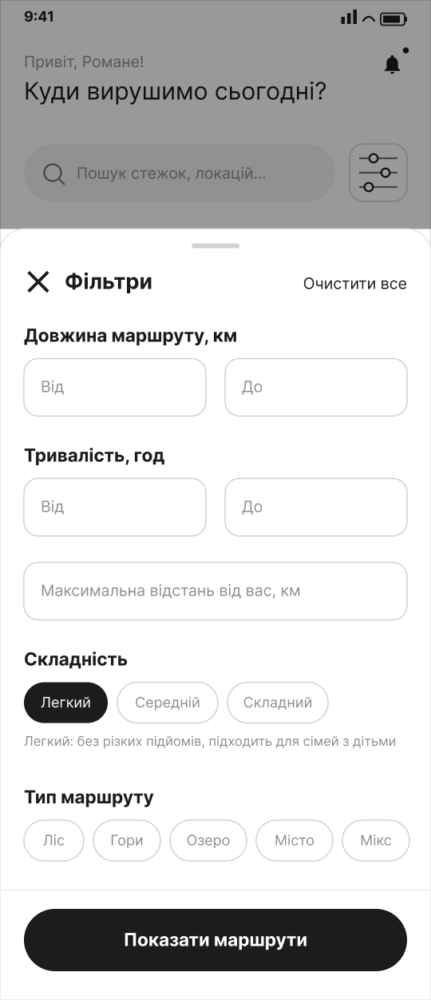 9:41
Привіт, Романе!
Куди вирушимо сьогодні?
Пошук стежок, локацій...
Фільтри
Очистити все
Довжина маршруту, км
Від
До
Тривалість, год
Від
До
Максимальна відстань від вас, км
Складність
Легкий
Середній
Складний
Легкий: без різких підйомів, підходить для сімей з дітьми
Тип маршруту
Ліс
Гори
Озеро
Місто
Мікс
Показати маршрути